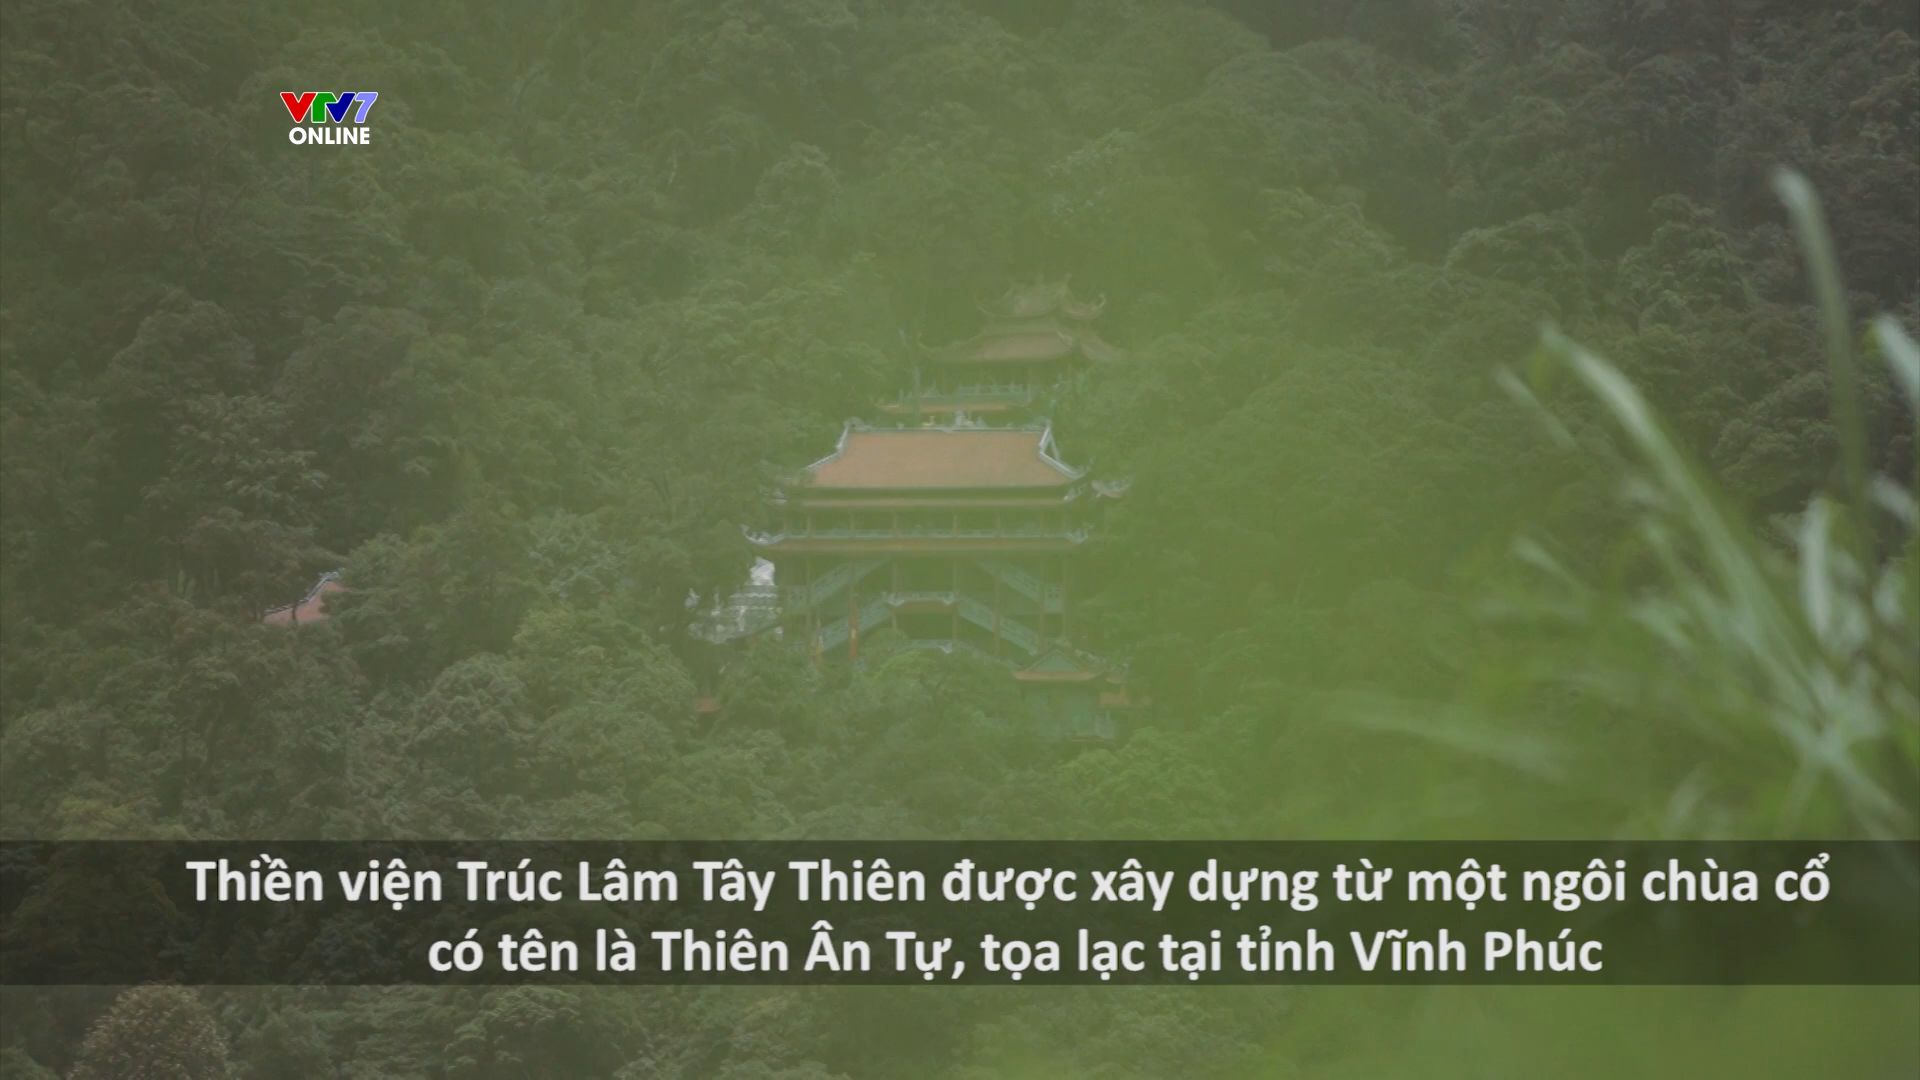 VTV7
ONLINE
Thiền viện Trúc Lâm Tây Thiên được xây dựng từ một ngôi chùa cổ
có tên là Thiên Ân Tự, tọa lạc tại tỉnh Vĩnh Phúc